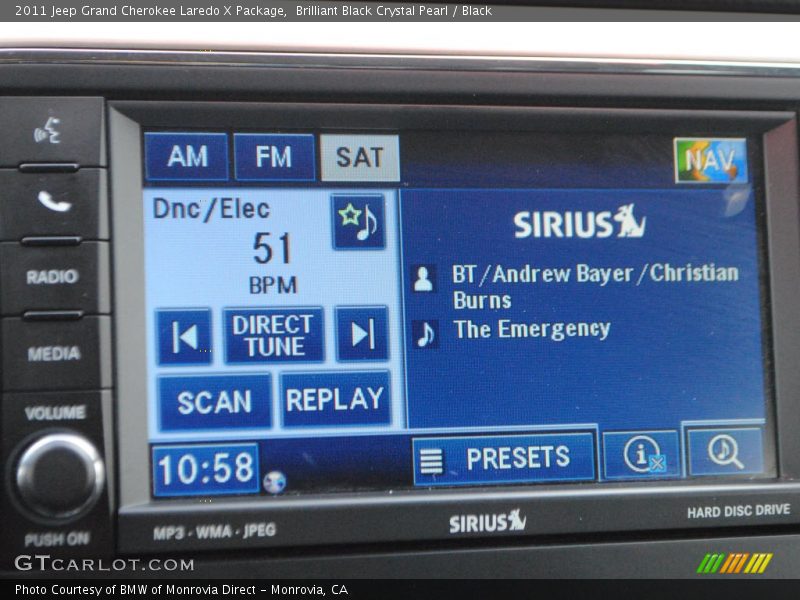 2011 Jeep Grand Cherokee Laredo X Package,  Brilliant Black Crystal Pearl / Black
AM
FM
SAT
NAV
Dnc/Elec
51
BPM
SIRIUS
BT/Andrew Bayer/Christian
Burns
The Emergency
RADIO
DIRECT
TUNE
MEDIA
SCAN
REPLAY
VOLUME
10:58
PRESETS
i
PUSH ON
MP3 · WMA · JPEG
SIRIUS
HARD DISC DRIVE
GTCARLOT.COM
Photo Courtesy of BMW of Monrovia Direct - Monrovia, CA